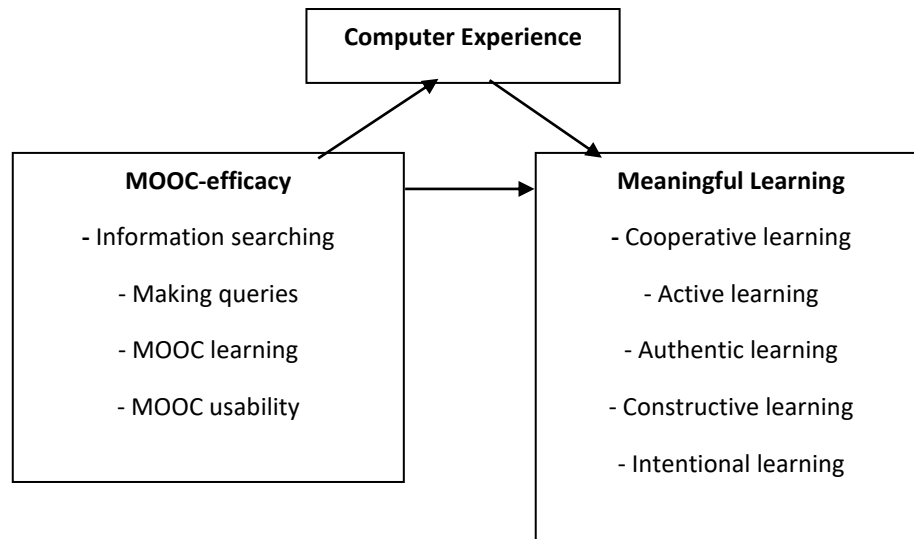 Computer Experience
MOOC-efficacy
- Information searching
- Making queries
- MOOC learning
- MOOC usability
Meaningful Learning
- Cooperative learning
- Active learning
- Authentic learning
- Constructive learning
- Intentional learning